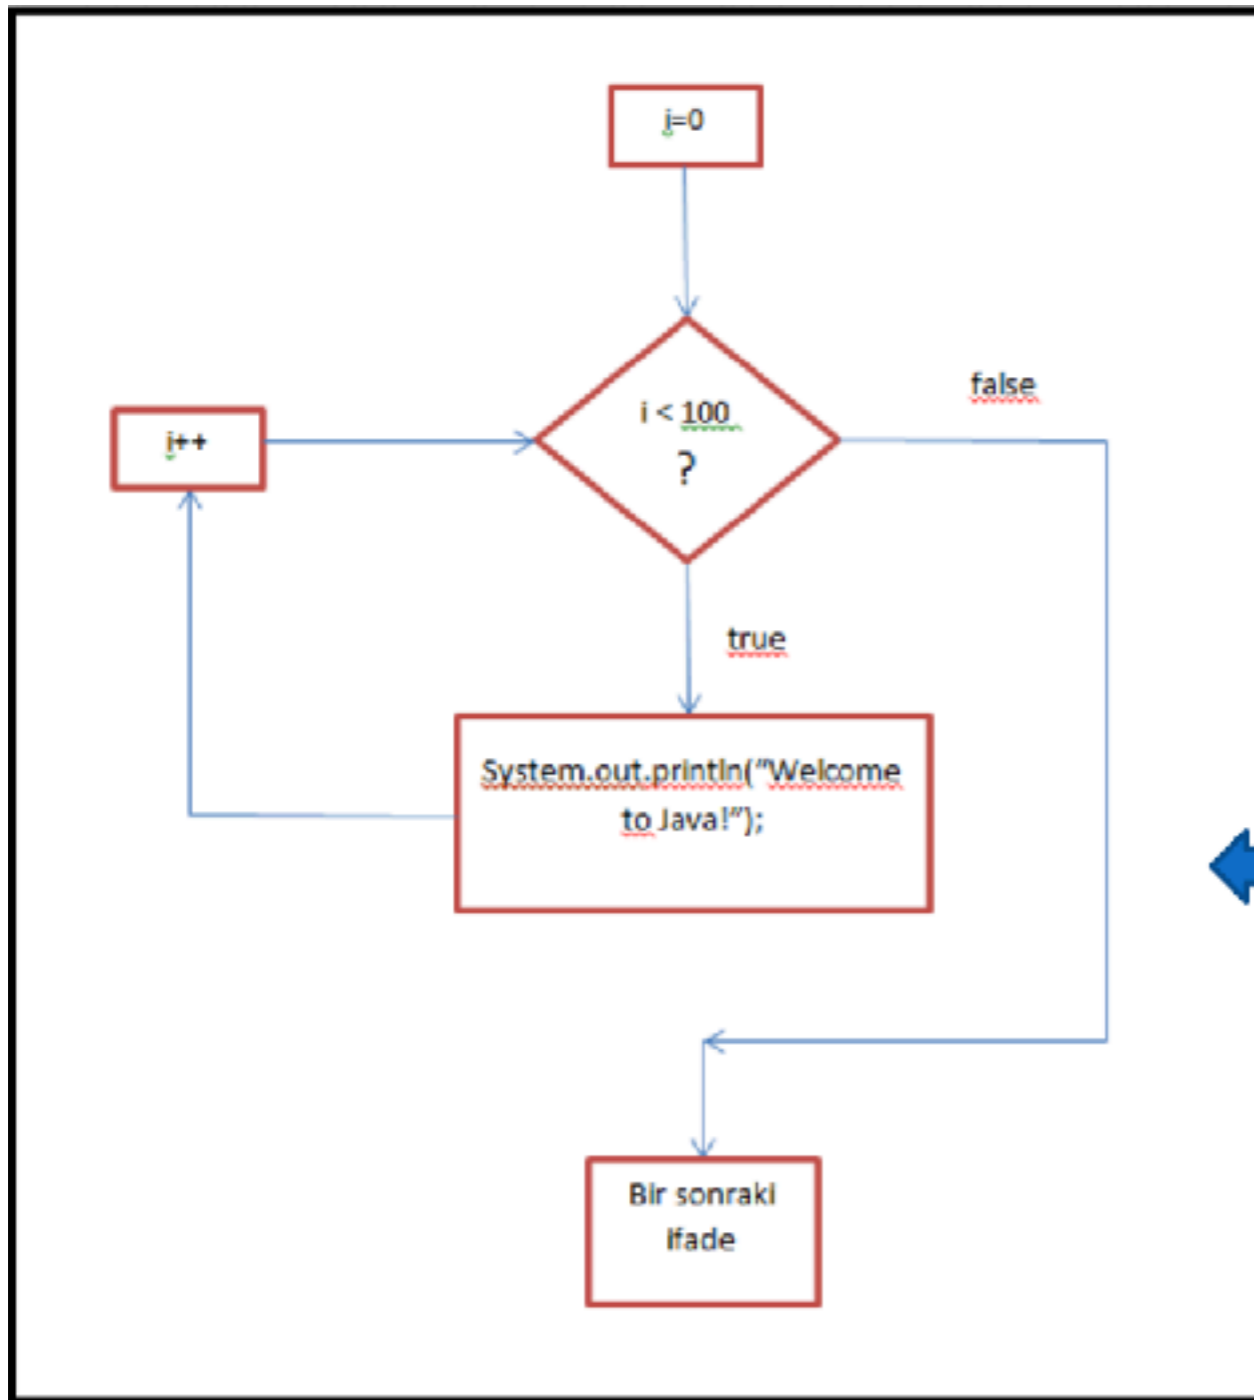 i=0
false
i < 100
?
i++
true
System.out.println("Welcome
to Java!");
Bir sonraki
ifade